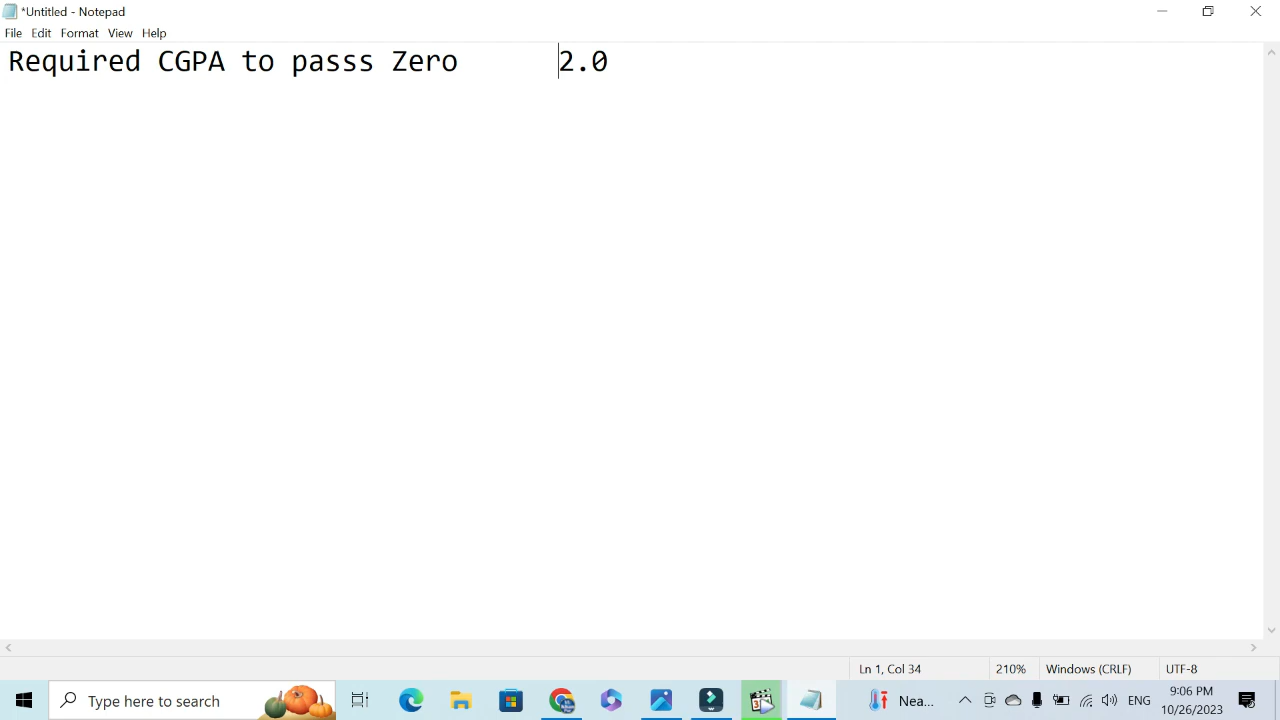 *Untitled - Notepad
File Edit Format View Help
Required CGPA to passs Zero      2.0
Ln 1, Col 34 210% Windows (CRLF) UTF-8
Type here to search Nea... ENG 9:06 PM
10/26/2023